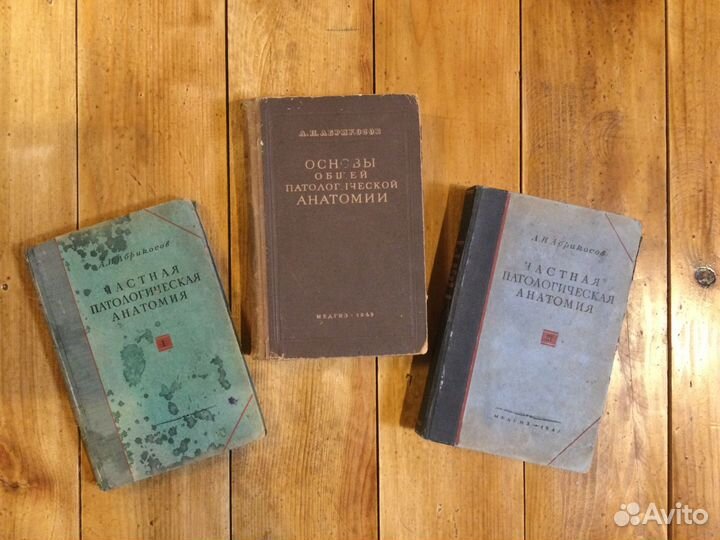 А.И. АБРИКОСОВ
ОСНОВЫ
ОБЩЕЙ
ПАТОЛОГИЧЕСКОЙ
АНАТОМИИ
МЕДГИЗ · 1949
А.И. Абрикосов
ЧАСТНАЯ
ПАТОЛОГИЧЕСКАЯ
АНАТОМИЯ
I
А.И. Абрикосов
ЧАСТНАЯ
ПАТОЛОГИЧЕСКАЯ
АНАТОМИЯ
МЕДГИЗ · 1947
Avito